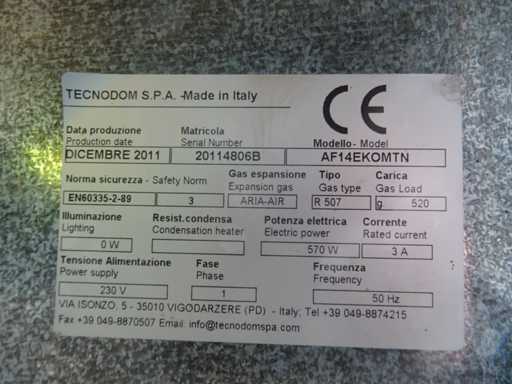 TECNODOM S.P.A. -Made in Italy
CE
Data produzione Matricola Modello- Model
Production date Serial Number
DICEMBRE 2011 20114806B AF14EKOMTN
Norma sicurezza - Safety Norm Gas espansione Tipo Carica
Expansion gas Gas type Gas Load
EN60335-2-89 3 ARIA-AIR R 507 g. 520
Illuminazione Resist.condensa Potenza elettrica Corrente
Lighting Condensation heater Electric power Rated current
0 W 570 W 3 A
Tensione Alimentazione Fase Frequenza
Power supply Phase Frequency
230 V 1 50 Hz
VIA ISONZO, 5 - 35010 VIGODARZERE (PD) - Italy; Tel +39 049-8874215
Fax +39 049-8870507 Email: info@tecnodomspa.com